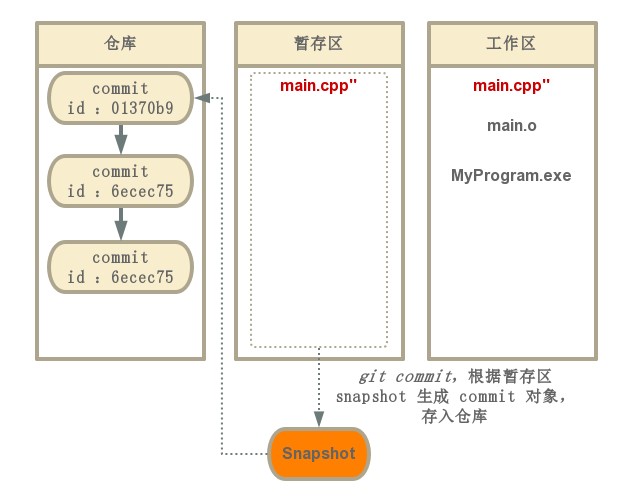 仓库
暂存区
工作区
commit
id : 01370b9
commit
id : 6ecec75
commit
id : 6ecec75
main.cpp"
main.cpp"
main.o
MyProgram.exe
git commit，根据暂存区
snapshot 生成 commit 对象，
存入仓库
Snapshot